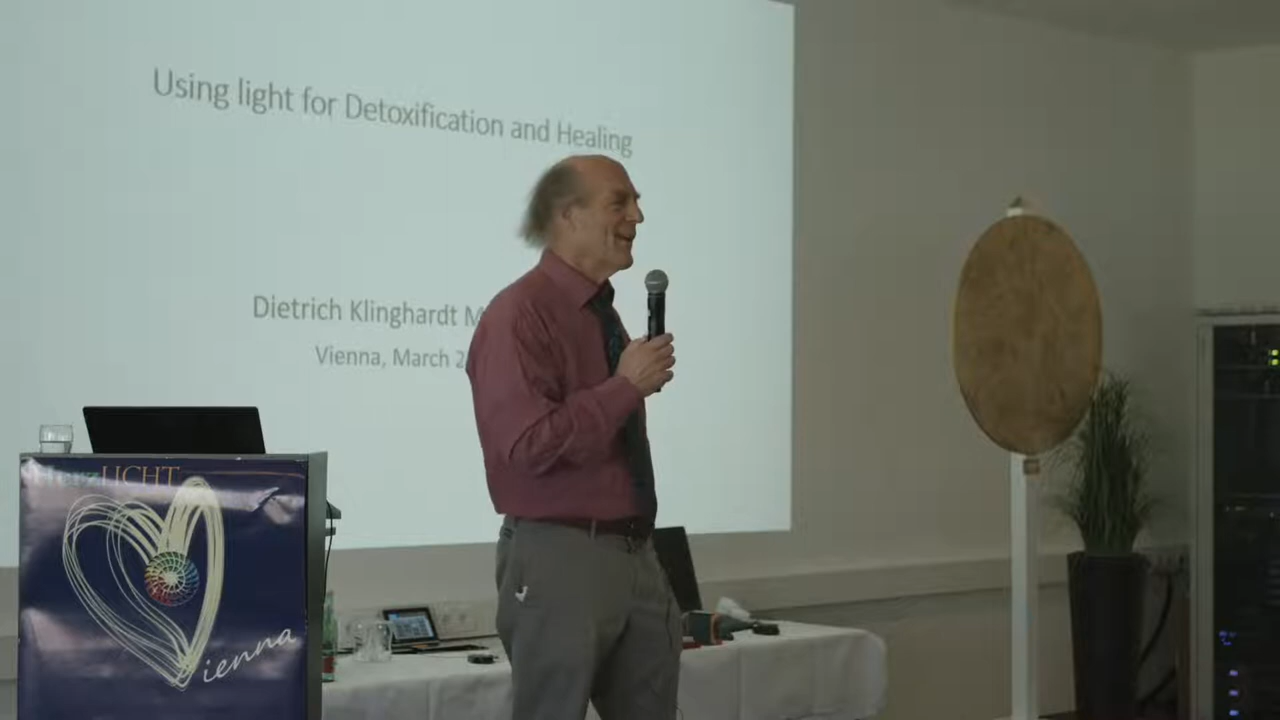 Using light for Detoxification and Healing
Dietrich Klinghardt
Vienna, March
LICHT
Vienna